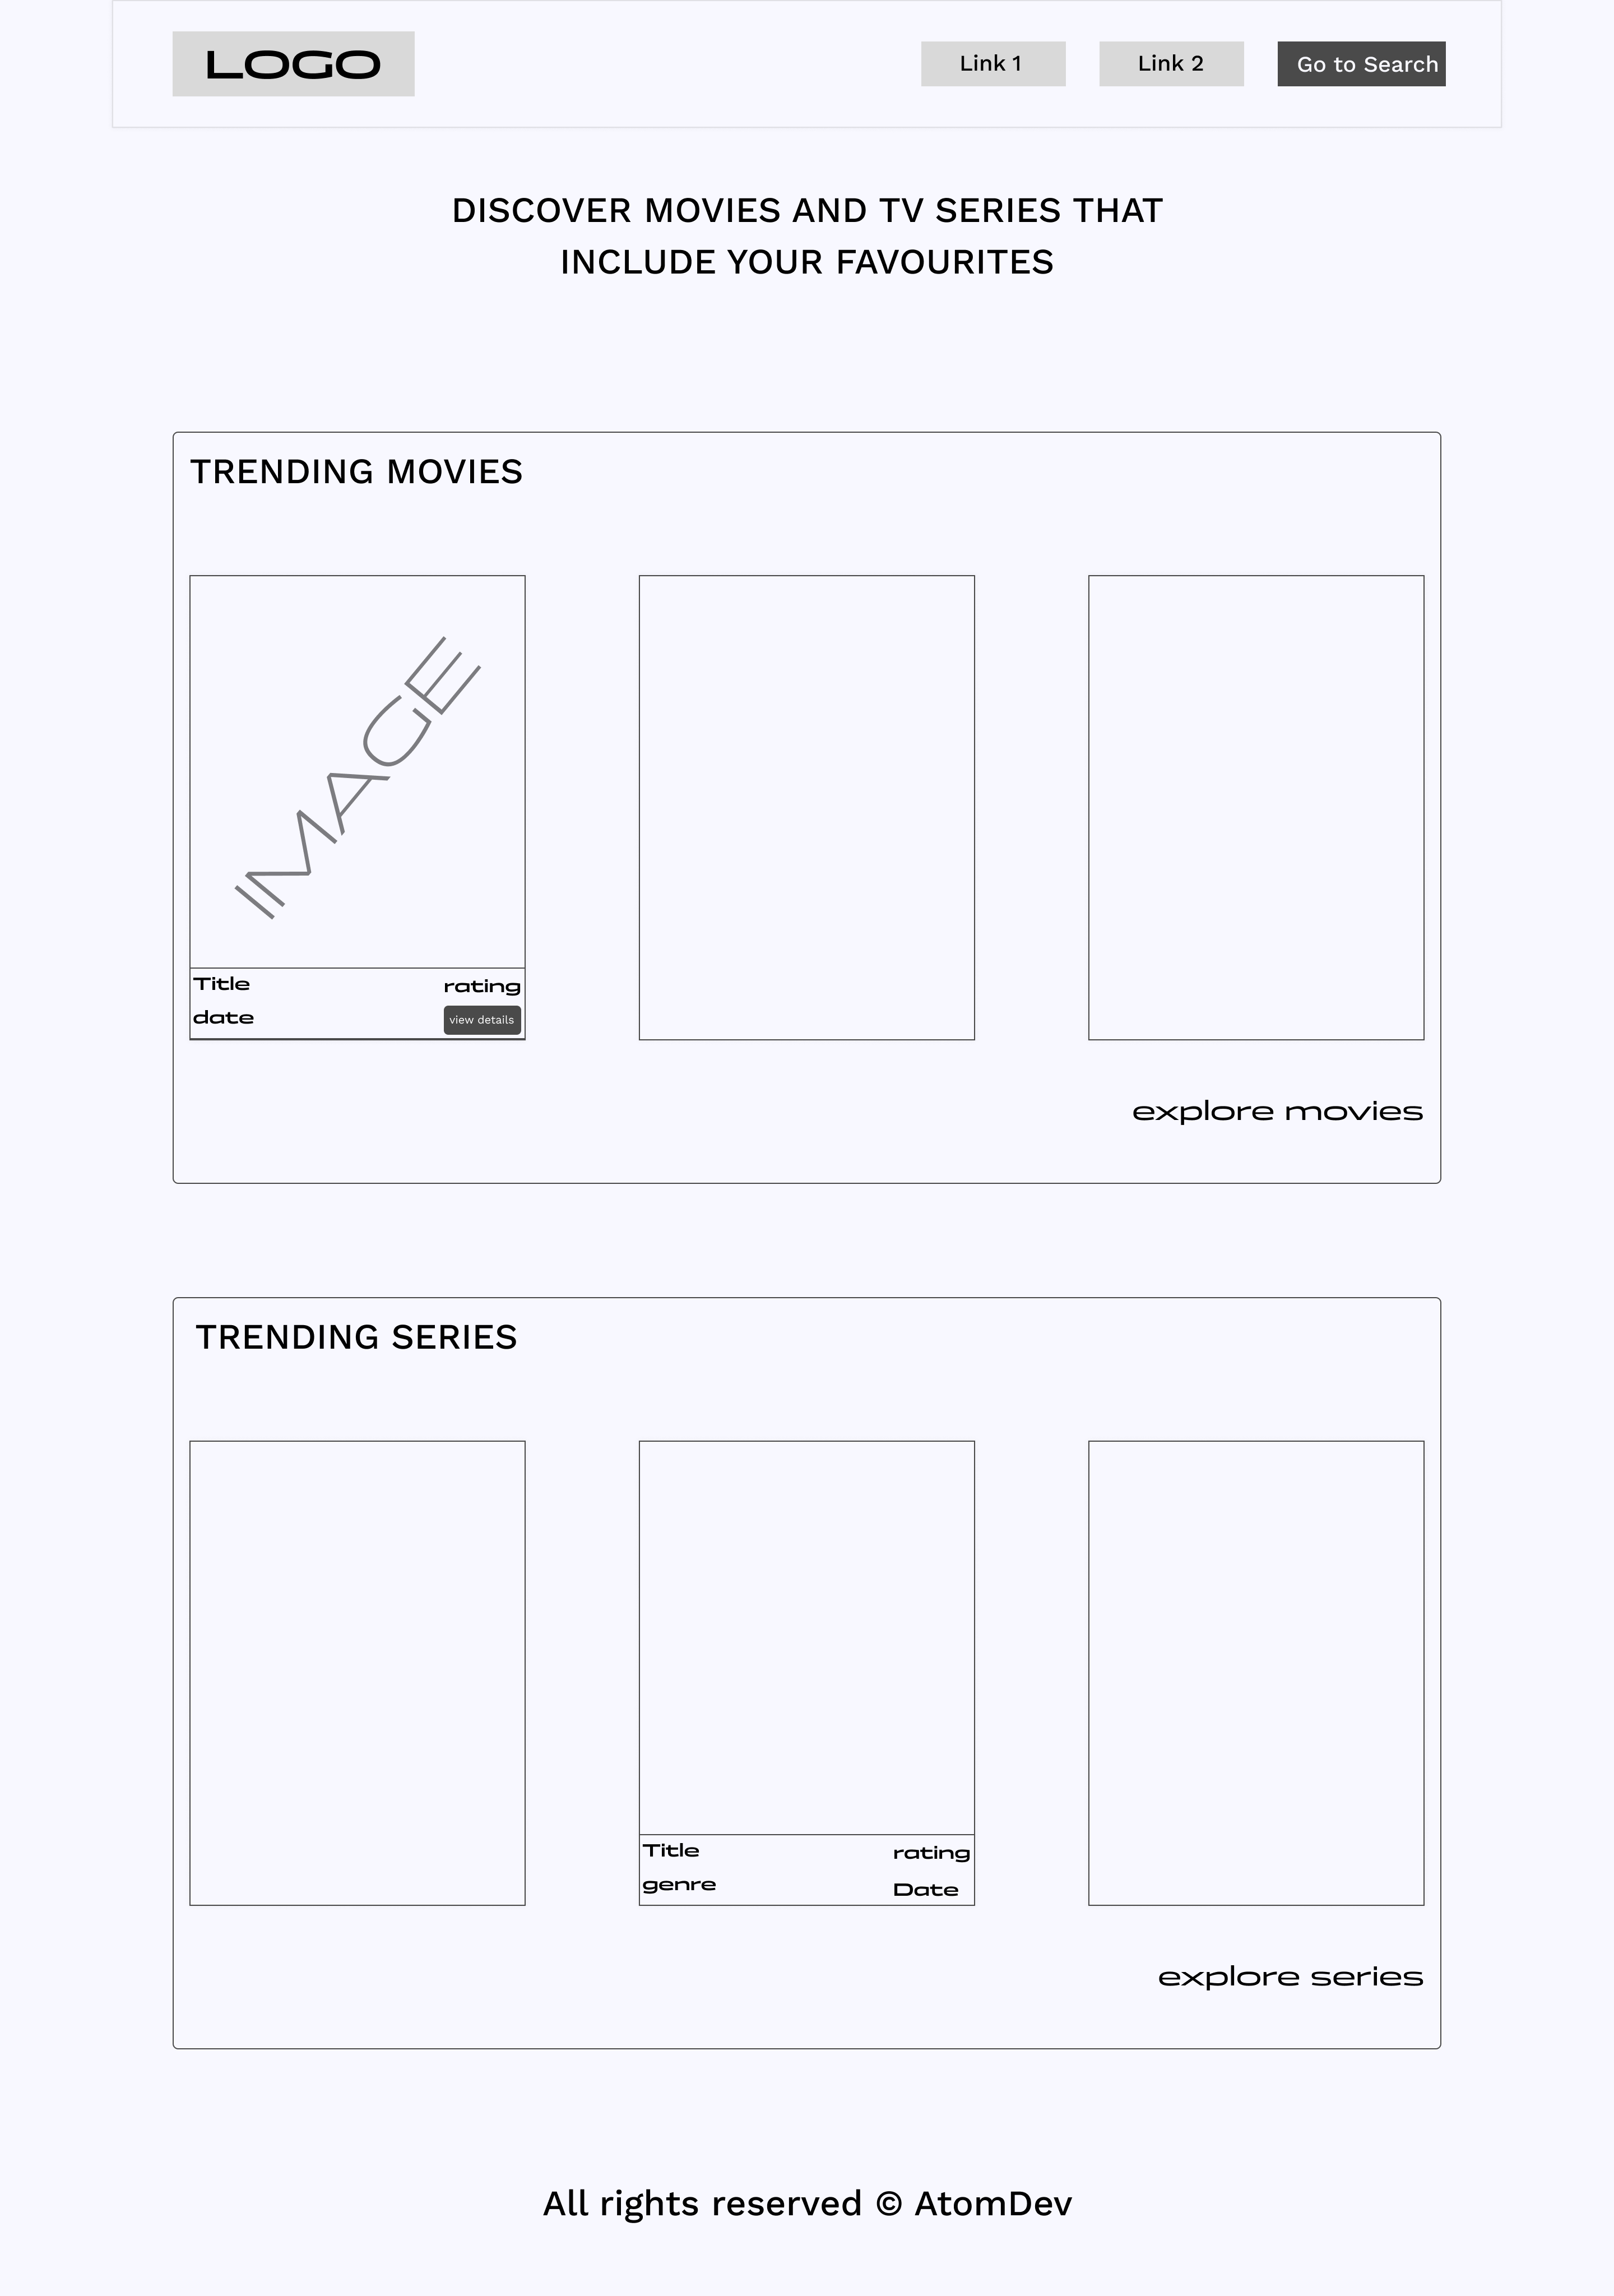 LOGO
Link 1
Link 2
Go to Search
DISCOVER MOVIES AND TV SERIES THAT
INCLUDE YOUR FAVOURITES
TRENDING MOVIES
IMAGE
Title
rating
date
view details
explore movies
TRENDING SERIES
Title
rating
genre
Date
explore series
All rights reserved © AtomDev